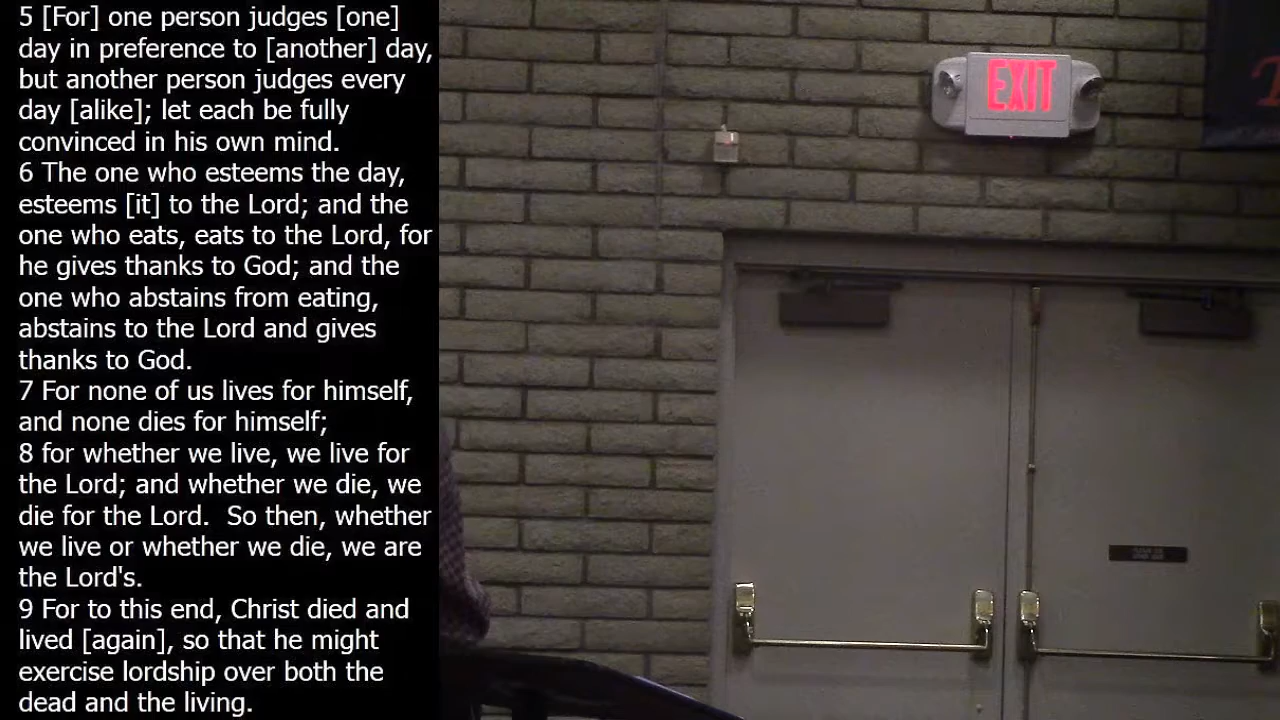 5 [For] one person judges [one]
day in preference to [another] day,
but another person judges every
day [alike]; let each be fully
convinced in his own mind.
6 The one who esteems the day,
esteems [it] to the Lord; and the
one who eats, eats to the Lord, for
he gives thanks to God; and the
one who abstains from eating,
abstains to the Lord and gives
thanks to God.
7 For none of us lives for himself,
and none dies for himself;
8 for whether we live, we live for
the Lord; and whether we die, we
die for the Lord.  So then, whether
we live or whether we die, we are
the Lord's.
9 For to this end, Christ died and
lived [again], so that he might
exercise lordship over both the
dead and the living.
EXIT